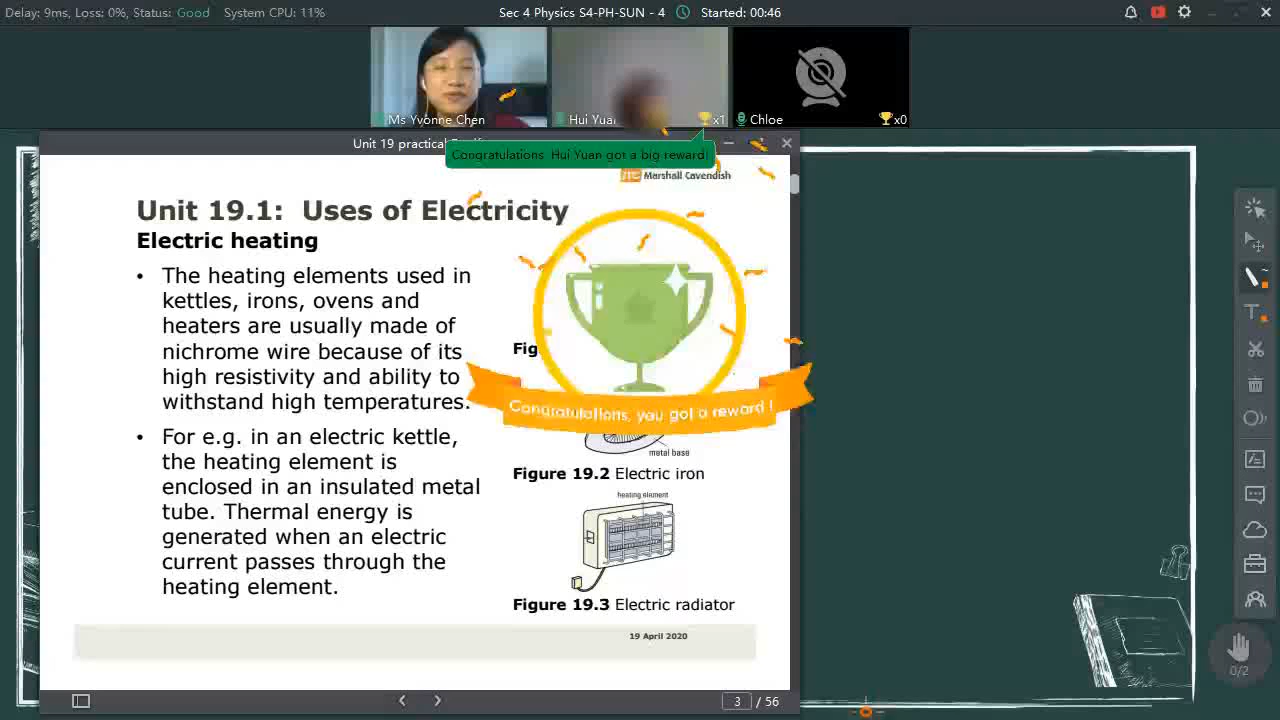 Delay: 9ms, Loss: 0%, Status: Good System CPU: 11%
Sec 4 Physics S4-PH-SUN - 4 Started: 00:46
Ms Yvonne Chen
Hui Yuan x1
Chloe x0
Unit 19 practical
Congratulations Hui Yuan got a big reward!
Marshall Cavendish
Unit 19.1: Uses of Electricity
Electric heating
• The heating elements used in
kettles, irons, ovens and
heaters are usually made of
nichrome wire because of its
high resistivity and ability to
withstand high temperatures.
• For e.g. in an electric kettle,
the heating element is
enclosed in an insulated metal
tube. Thermal energy is
generated when an electric
current passes through the
heating element.
Congratulations, you got a reward !
metal base
Figure 19.2 Electric iron
heating element
Figure 19.3 Electric radiator
19 April 2020
3 / 56
0/2